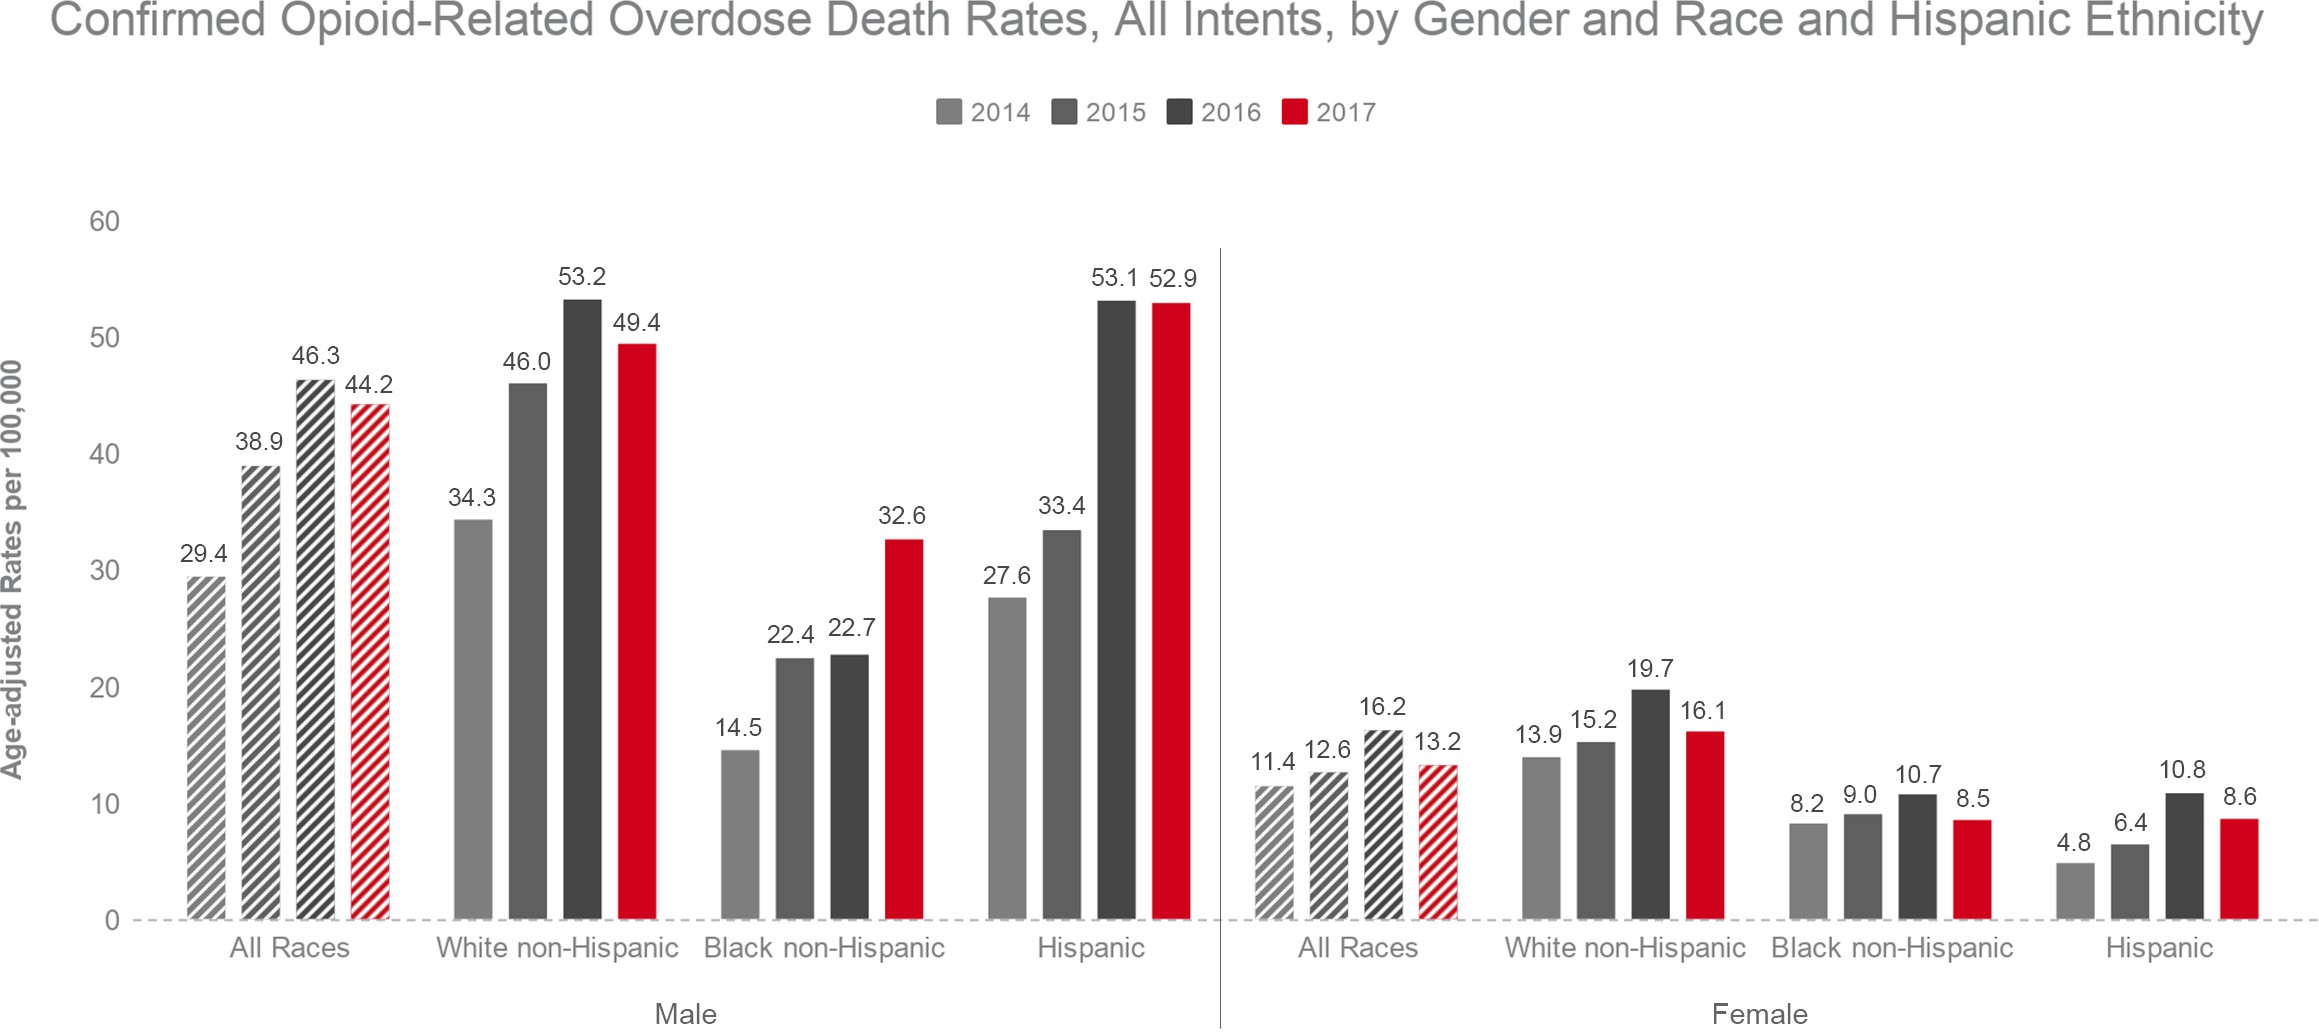 Confirmed Opioid-Related Overdose Death Rates, All Intents, by Gender and Race and Hispanic Ethnicity
2014 2015 2016 2017
Age-adjusted Rates per 100,000
60
50
40
30
20
10
0
29.4 38.9 46.3 44.2
34.3 46.0 53.2 49.4
14.5 22.4 22.7 32.6
27.6 33.4 53.1 52.9
11.4 12.6 16.2 13.2
13.9 15.2 19.7 16.1
8.2 9.0 10.7 8.5
4.8 6.4 10.8 8.6
All Races White non-Hispanic Black non-Hispanic Hispanic All Races White non-Hispanic Black non-Hispanic Hispanic
Male Female